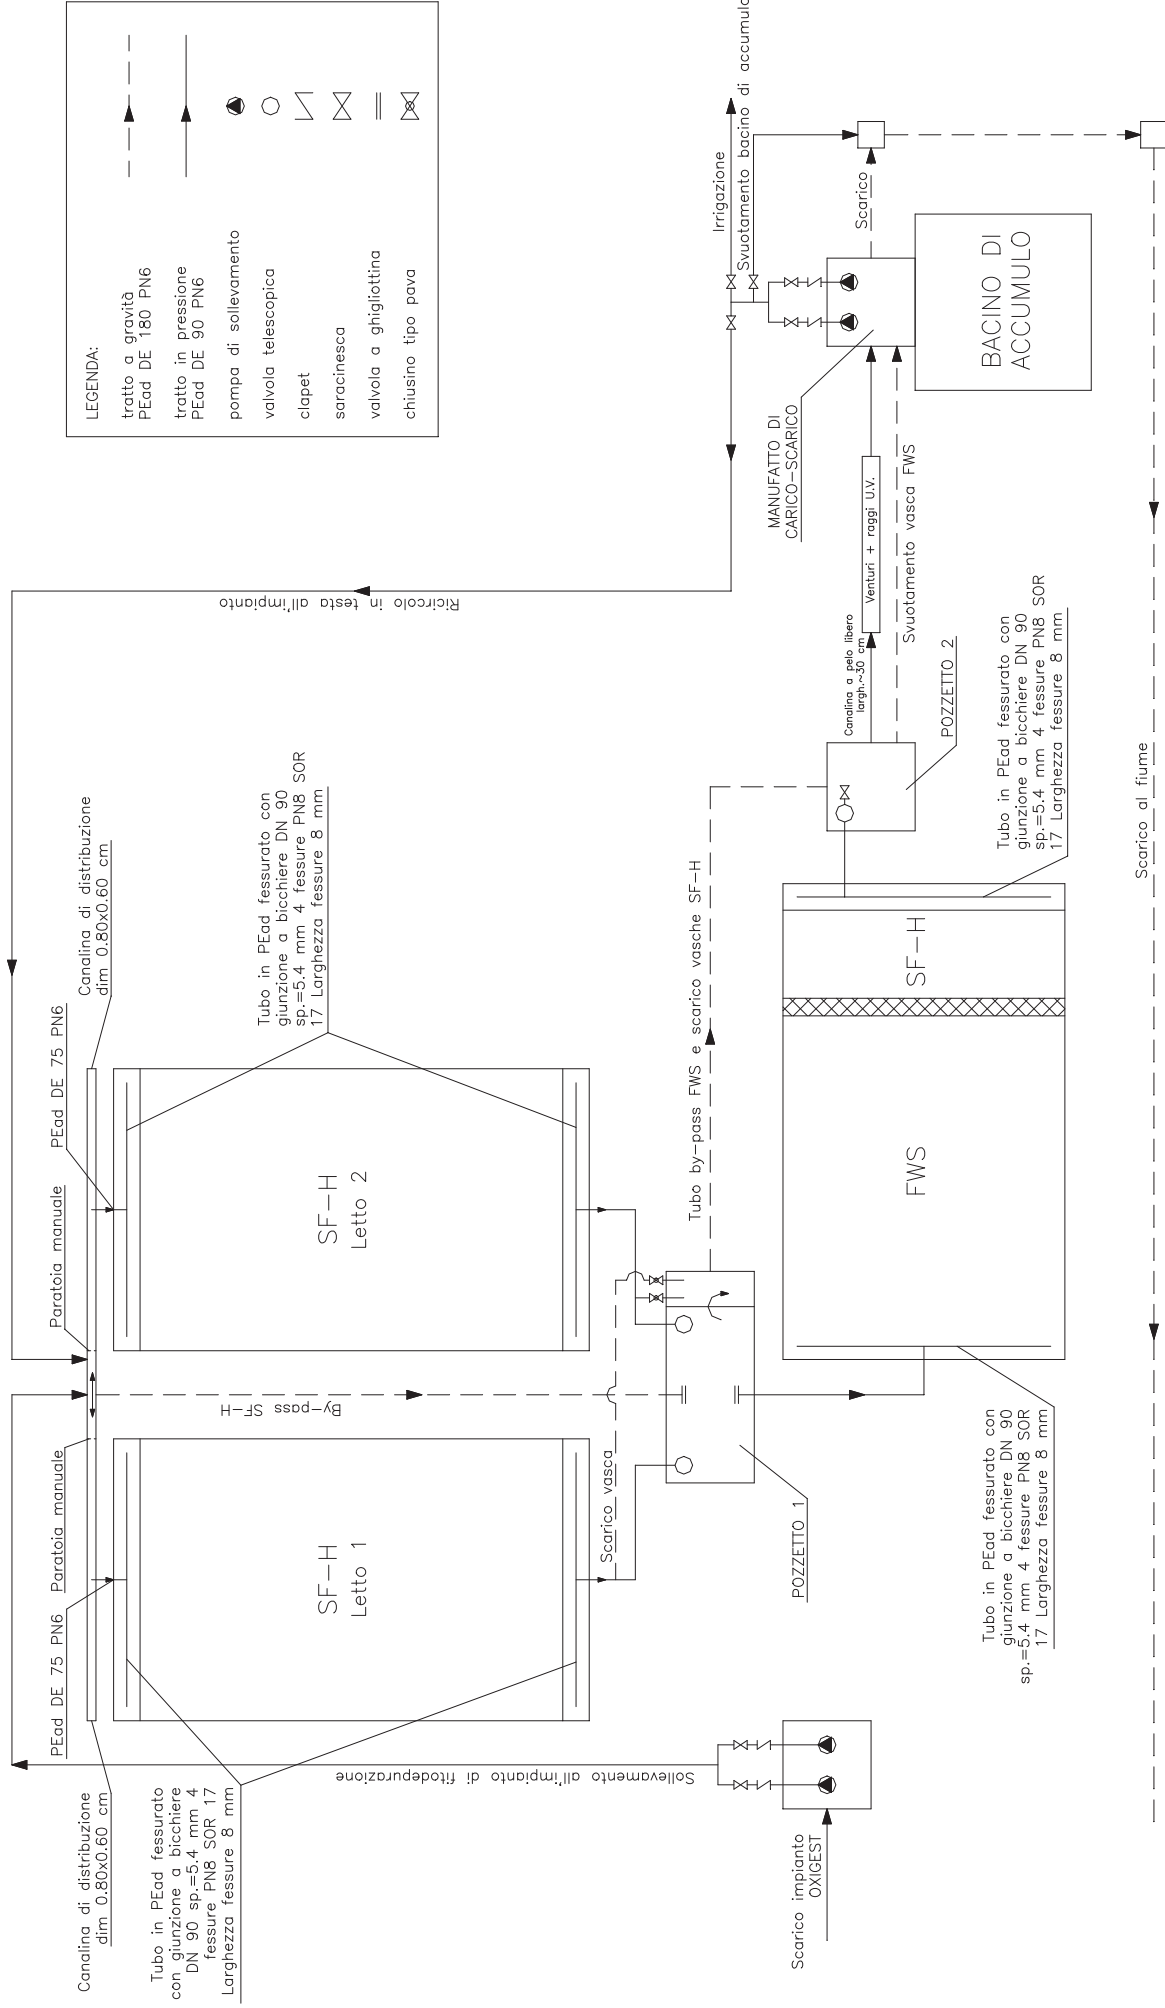 LEGENDA:
tratto a gravità
PEad DE 180 PN6
tratto in pressione
PEad DE 90 PN6
pompa di sollevamento
valvola telescopica
clapet
saracinesca
valvola a ghigliottina
chiusino tipo pava
Canalina di distribuzione
dim 0.80x0.60 cm
PEad DE 75 PN6
Paratoia manuale
Paratoia manuale
PEad DE 75 PN6
Canalina di distribuzione
dim 0.80x0.60 cm
Tubo in PEad fessurato
con giunzione a bicchiere
DN 90 sp.=5.4 mm 4
fessure PN8 SOR 17
Larghezza fessure 8 mm
SF-H
Letto 1
By-pass SF-H
SF-H
Letto 2
Tubo in PEad fessurato con
giunzione a bicchiere DN 90
sp.=5.4 mm 4 fessure PN8 SOR
17 Larghezza fessure 8 mm
Ricircolo in testa all'impianto
Sollevamento all'impianto di fitodepurazione
Scarico vasca
POZZETTO 1
Tubo by-pass FWS e scarico vasche SF-H
Scarico impianto
OXIGEST
FWS
SF-H
Tubo in PEad fessurato con
giunzione a bicchiere DN 90
sp.=5.4 mm 4 fessure PN8 SOR
17 Larghezza fessure 8 mm
Tubo in PEad fessurato con
giunzione a bicchiere DN 90
sp.=5.4 mm 4 fessure PN8 SOR
17 Larghezza fessure 8 mm
POZZETTO 2
Canalina a pelo libero
largh.~30 cm
Venturi + raggi U.V.
Svuotamento vasca FWS
MANUFATTO DI
CARICO-SCARICO
Irrigazione
Svuotamento bacino di accumulo
Scarico
BACINO DI
ACCUMULO
Scarico al fiume